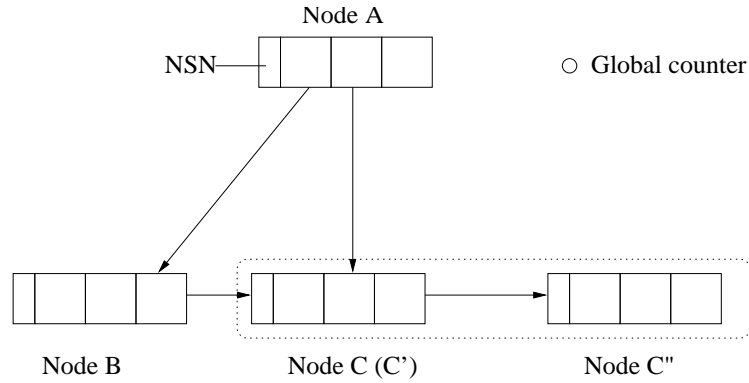 Node A
NSN
Global counter
Node B
Node C (C')
Node C"